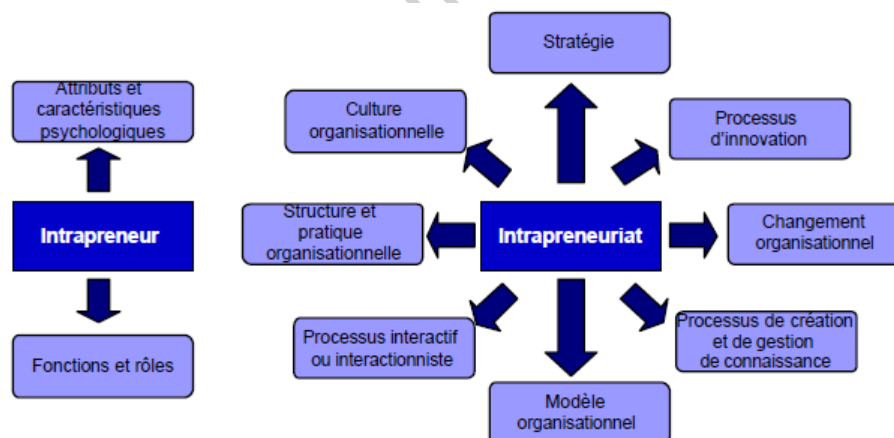 Attributs et
caractéristiques
psychologiques
Intrapreneur
Fonctions et rôles
Stratégie
Culture
organisationnelle
Processus
d'innovation
Structure et
pratique
organisationnelle
Intrapreneuriat
Changement
organisationnel
Processus interactif
ou interactionniste
Processus de création
et de gestion
de connaissance
Modèle
organisationnel